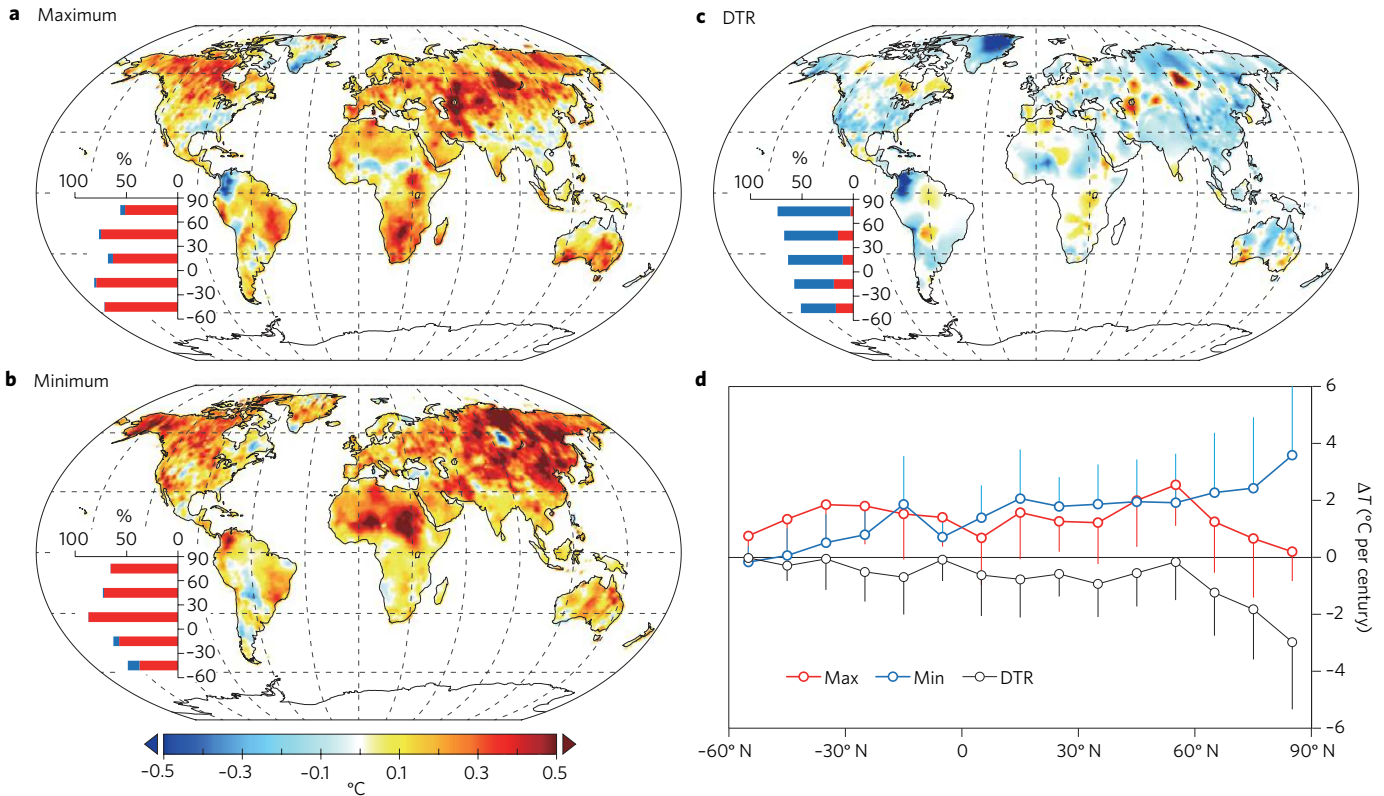 a Maximum
%
100 50 0
90
60
30
0
−30
−60
b Minimum
%
100 50 0
90
60
30
0
−30
−60
−0.5 −0.3 −0.1 0.1 0.3 0.5
°C
c DTR
%
100 50 0
90
60
30
0
−30
−60
d
6
4
2
0
−2
−4
−6
ΔT (°C per century)
Max Min DTR
−60° N −30° N 0 30° N 60° N 90° N